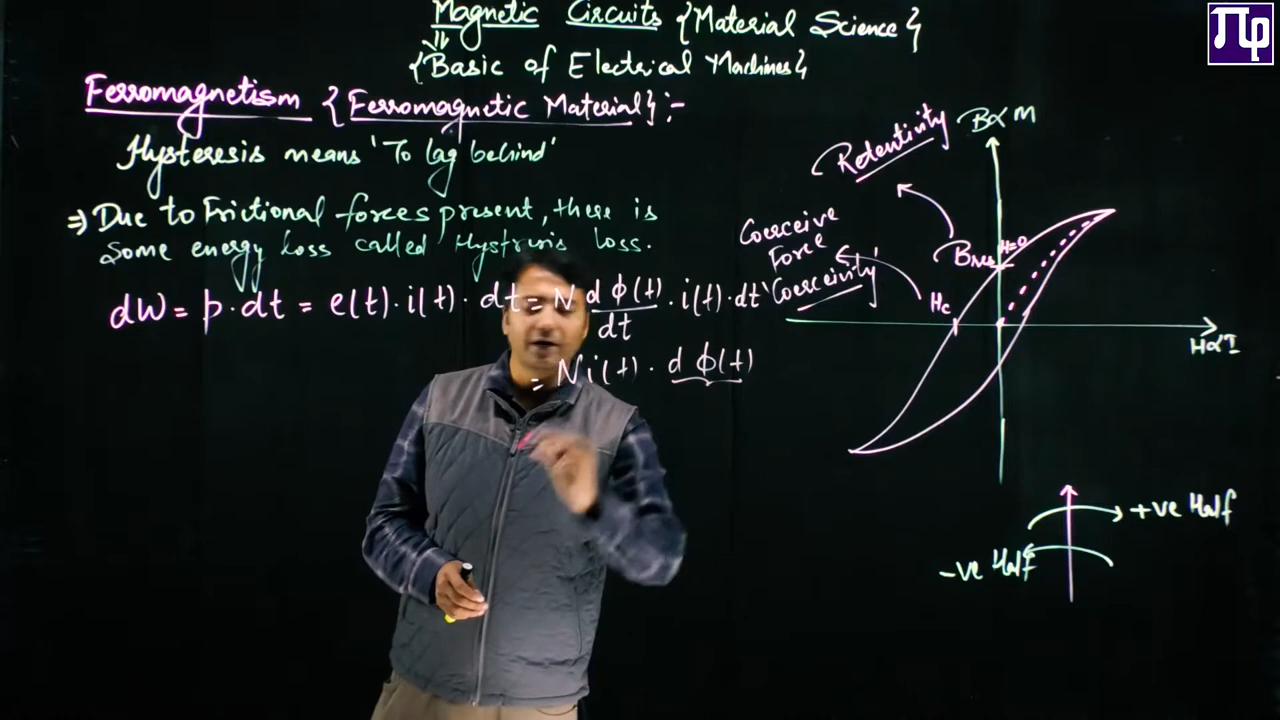 Magnetic Circuits {Material Science}
⇓
{Basic of Electrical Machines}
Ferromagnetism {Ferromagnetic Material} :-
Hysteresis means 'To lag behind'
⇒ Due to Frictional forces present, there is
some energy loss called Hystresis loss.
dW = p·dt = e(t)·i(t)·dt = N dϕ(t)/dt · i(t)·dt
= N i(t) · dϕ(t)
B∝M
Retentivity
Coercive
Force
'Coercivity'
Bres
H=0
Hc
H∝I
+ve Half
-ve Half
πφ